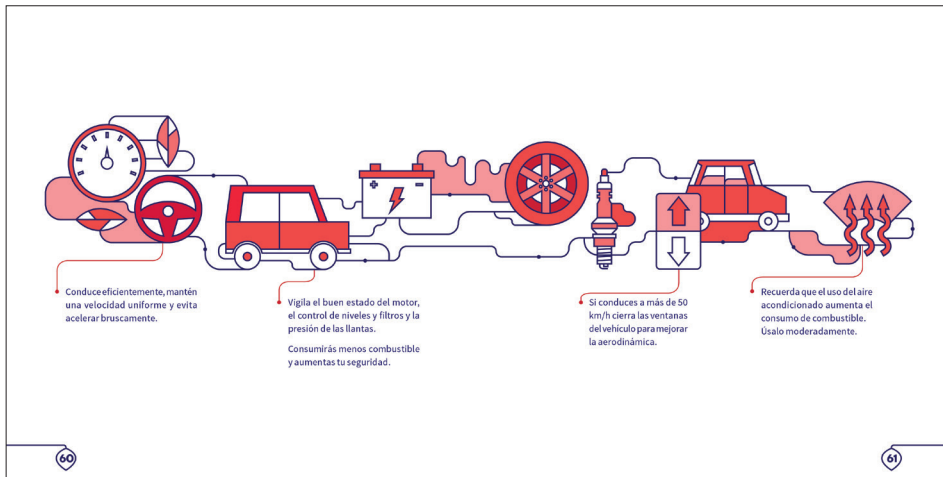 Conduce eficientemente, mantén
una velocidad uniforme y evita
acelerar bruscamente.
Vigila el buen estado del motor,
el control de niveles y filtros y la
presión de las llantas.
Consumirás menos combustible
y aumentas tu seguridad.
Si conduces a más de 50
km/h cierra las ventanas
del vehículo para mejorar
la aerodinámica.
Recuerda que el uso del aire
acondicionado aumenta el
consumo de combustible.
Úsalo moderadamente.
60
61